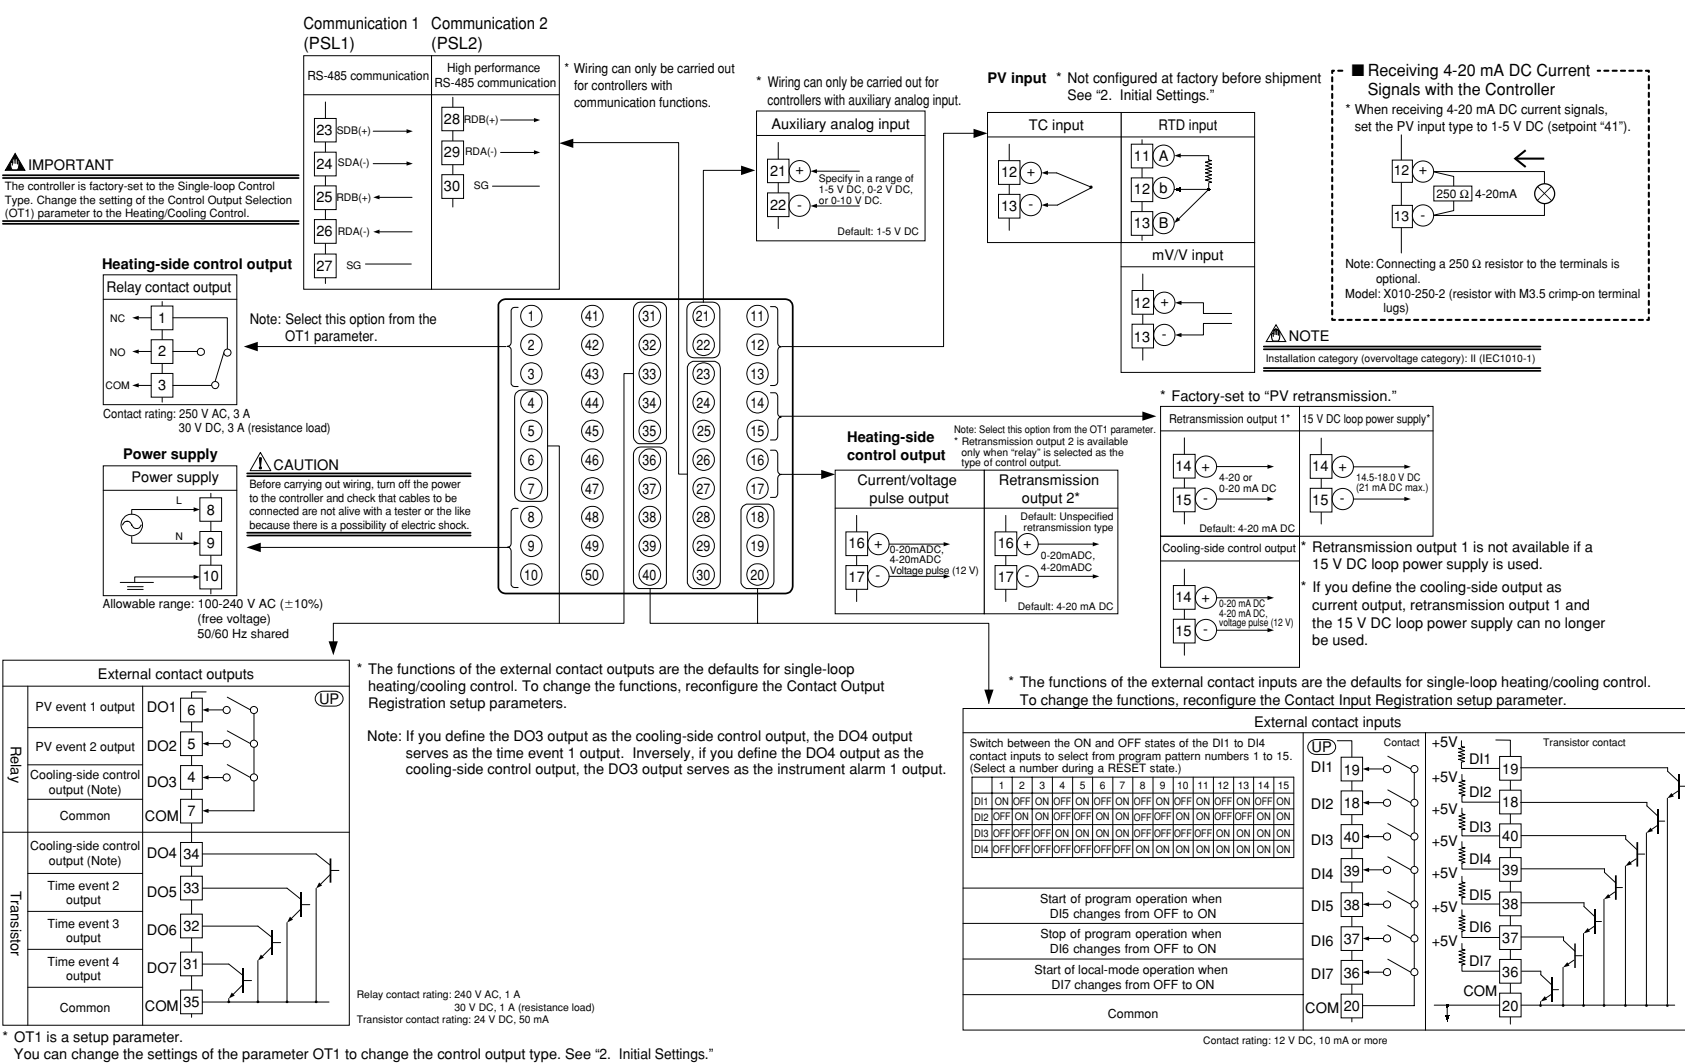 Communication 1 (PSL1)
Communication 2 (PSL2)
RS-485 communication
23 SDB(+)
24 SDA(-)
25 RDB(+)
26 RDA(-)
27 SG
High performance
RS-485 communication
28 RDB(+)
29 RDA(-)
30 SG
* Wiring can only be carried out
for controllers with
communication functions.
* Wiring can only be carried out for
controllers with auxiliary analog input.
Auxiliary analog input
21 +
Specify in a range of
1-5 V DC, 0-2 V DC,
or 0-10 V DC.
22 -
Default: 1-5 V DC
PV input * Not configured at factory before shipment
See “2. Initial Settings.”
TC input
12 +
13 -
RTD input
11 A
12 b
13 B
mV/V input
12 +
13 -
■ Receiving 4-20 mA DC Current
Signals with the Controller
* When receiving 4-20 mA DC current signals,
set the PV input type to 1-5 V DC (setpoint “41”).
12 +
250 Ω 4-20mA
13 -
Note: Connecting a 250 Ω resistor to the terminals is
optional.
Model: X010-250-2 (resistor with M3.5 crimp-on terminal
lugs)
NOTE
Installation category (overvoltage category): II (IEC1010-1)
IMPORTANT
The controller is factory-set to the Single-loop Control
Type. Change the setting of the Control Output Selection
(OT1) parameter to the Heating/Cooling Control.
Heating-side control output
Relay contact output
NC 1
NO 2
COM 3
Contact rating: 250 V AC, 3 A
30 V DC, 3 A (resistance load)
Note: Select this option from the
OT1 parameter.
Power supply
Power supply
L 8
N 9
10
Allowable range: 100-240 V AC (±10%)
(free voltage)
50/60 Hz shared
CAUTION
Before carrying out wiring, turn off the power
to the controller and check that cables to be
connected are not alive with a tester or the like
because there is a possibility of electric shock.
1 41 31 21 11
2 42 32 22 12
3 43 33 23 13
4 44 34 24 14
5 45 35 25 15
6 46 36 26 16
7 47 37 27 17
8 48 38 28 18
9 49 39 29 19
10 50 40 30 20
Heating-side
control output
Note: Select this option from the OT1 parameter.
* Retransmission output 2 is available
only when “relay” is selected as the
type of control output.
Current/voltage
pulse output
16 +
0-20mADC,
4-20mADC
Voltage pulse (12 V)
17 -
Retransmission
output 2*
Default: Unspecified
retransmission type
16 +
0-20mADC,
4-20mADC
17 -
Default: 4-20 mA DC
* Factory-set to “PV retransmission.”
Retransmission output 1*
14 +
4-20 or
0-20 mA DC
15 -
Default: 4-20 mA DC
15 V DC loop power supply*
14 +
14.5-18.0 V DC
(21 mA DC max.)
15 -
Cooling-side control output
14 +
0-20 mA DC
4-20 mA DC,
voltage pulse (12 V)
15 -
* Retransmission output 1 is not available if a
15 V DC loop power supply is used.
* If you define the cooling-side output as
current output, retransmission output 1 and
the 15 V DC loop power supply can no longer
be used.
External contact outputs
UP
Relay
PV event 1 output DO1 6
PV event 2 output DO2 5
Cooling-side control
output (Note) DO3 4
Common COM 7
Transistor
Cooling-side control
output (Note) DO4 34
Time event 2
output DO5 33
Time event 3
output DO6 32
Time event 4
output DO7 31
Common COM 35
* The functions of the external contact outputs are the defaults for single-loop
heating/cooling control. To change the functions, reconfigure the Contact Output
Registration setup parameters.
Note: If you define the DO3 output as the cooling-side control output, the DO4 output
serves as the time event 1 output. Inversely, if you define the DO4 output as the
cooling-side control output, the DO3 output serves as the instrument alarm 1 output.
Relay contact rating: 240 V AC, 1 A
30 V DC, 1 A (resistance load)
Transistor contact rating: 24 V DC, 50 mA
* The functions of the external contact inputs are the defaults for single-loop heating/cooling control.
To change the functions, reconfigure the Contact Input Registration setup parameter.
External contact inputs
Switch between the ON and OFF states of the DI1 to DI4
contact inputs to select from program pattern numbers 1 to 15.
(Select a number during a RESET state.)
1 2 3 4 5 6 7 8 9 10 11 12 13 14 15
DI1 ON OFF ON OFF ON OFF ON OFF ON OFF ON OFF ON OFF ON
DI2 OFF ON ON OFF OFF ON ON OFF OFF ON ON OFF OFF ON ON
DI3 OFF OFF OFF ON ON ON ON OFF OFF OFF OFF ON ON ON ON
DI4 OFF OFF OFF OFF OFF OFF OFF ON ON ON ON ON ON ON ON
Start of program operation when
DI5 changes from OFF to ON
Stop of program operation when
DI6 changes from OFF to ON
Start of local-mode operation when
DI7 changes from OFF to ON
Common
UP Contact
DI1 19
DI2 18
DI3 40
DI4 39
DI5 38
DI6 37
DI7 36
COM 20
Transistor contact
+5V DI1 19
+5V DI2 18
+5V DI3 40
+5V DI4 39
+5V DI5 38
+5V DI6 37
+5V DI7 36
COM 20
Contact rating: 12 V DC, 10 mA or more
* OT1 is a setup parameter.
You can change the settings of the parameter OT1 to change the control output type. See “2. Initial Settings.”